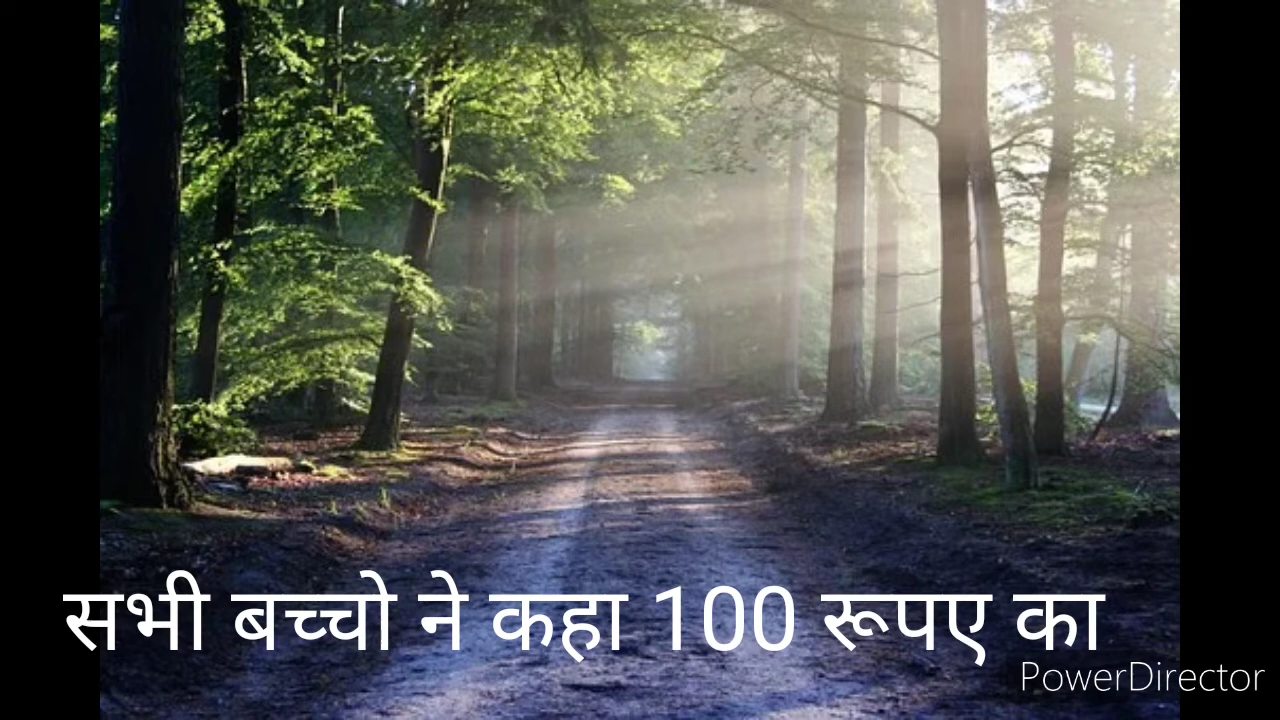 सभी बच्चो ने कहा 100 रूपए का
PowerDirector